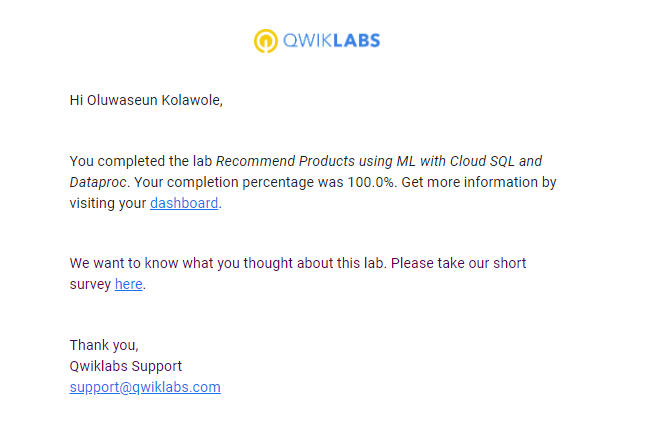 QWIKLABS
Hi Oluwaseun Kolawole,
You completed the lab Recommend Products using ML with Cloud SQL and
Dataproc. Your completion percentage was 100.0%. Get more information by
visiting your dashboard.
We want to know what you thought about this lab. Please take our short
survey here.
Thank you,
Qwiklabs Support
support@qwiklabs.com